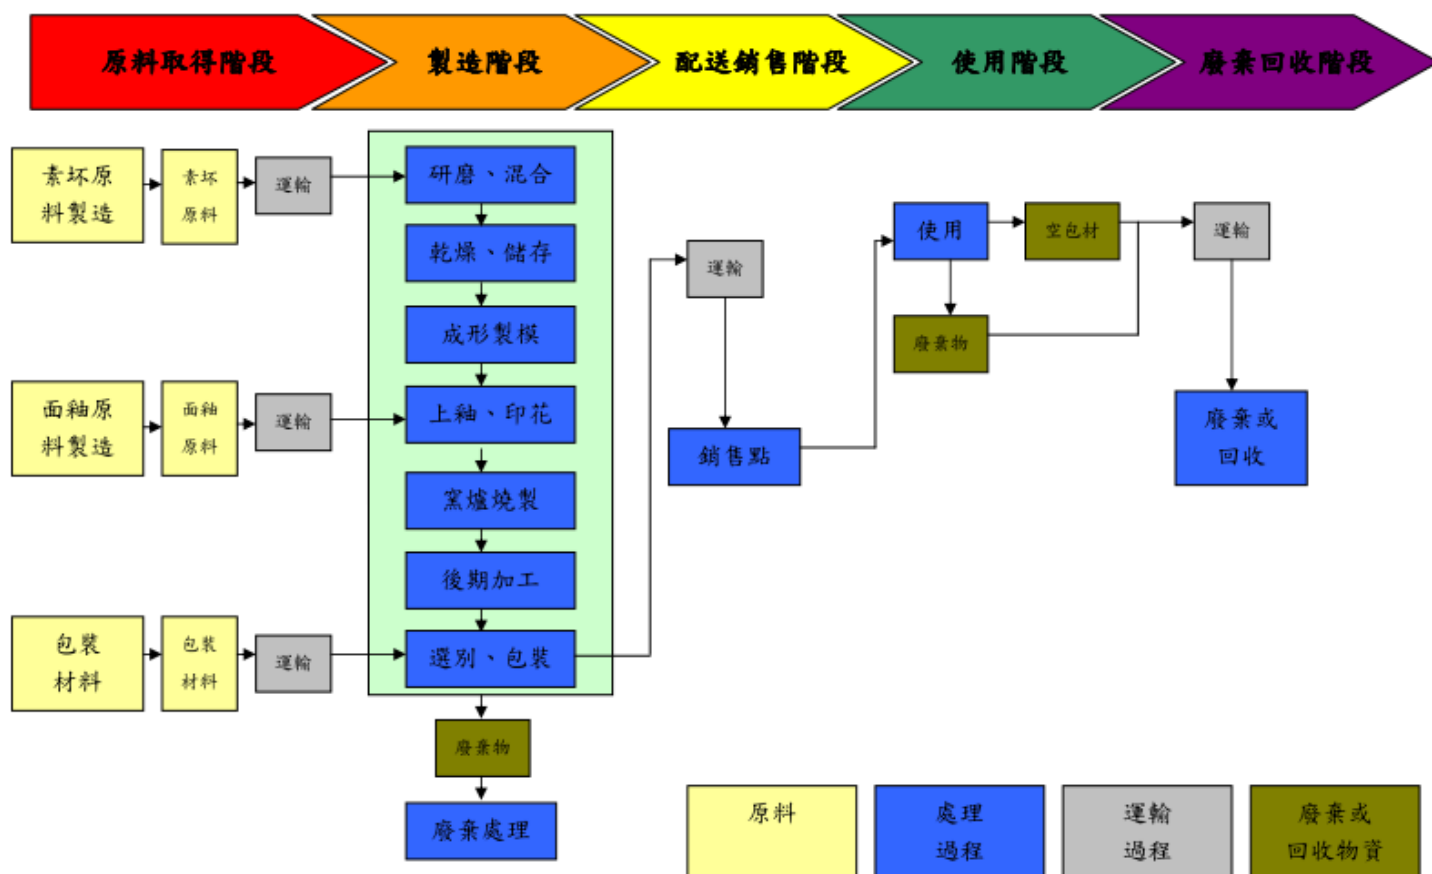 原料取得階段
製造階段
配送銷售階段
使用階段
廢棄回收階段
素坏原
料製造
素坏
原料
運輸
研磨、混合
乾燥、儲存
成形製模
面釉原
料製造
面釉
原料
運輸
上釉、印花
窯爐燒製
後期加工
包裝
材料
包裝
材料
運輸
選別、包裝
廢棄物
廢棄處理
運輸
銷售點
使用
空包材
廢棄物
運輸
廢棄或
回收
原料
處理
過程
運輸
過程
廢棄或
回收物資